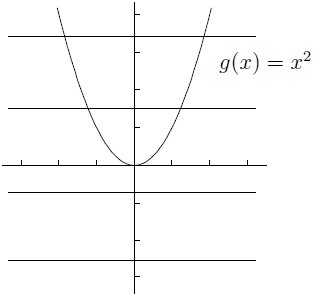 g(x) = x²